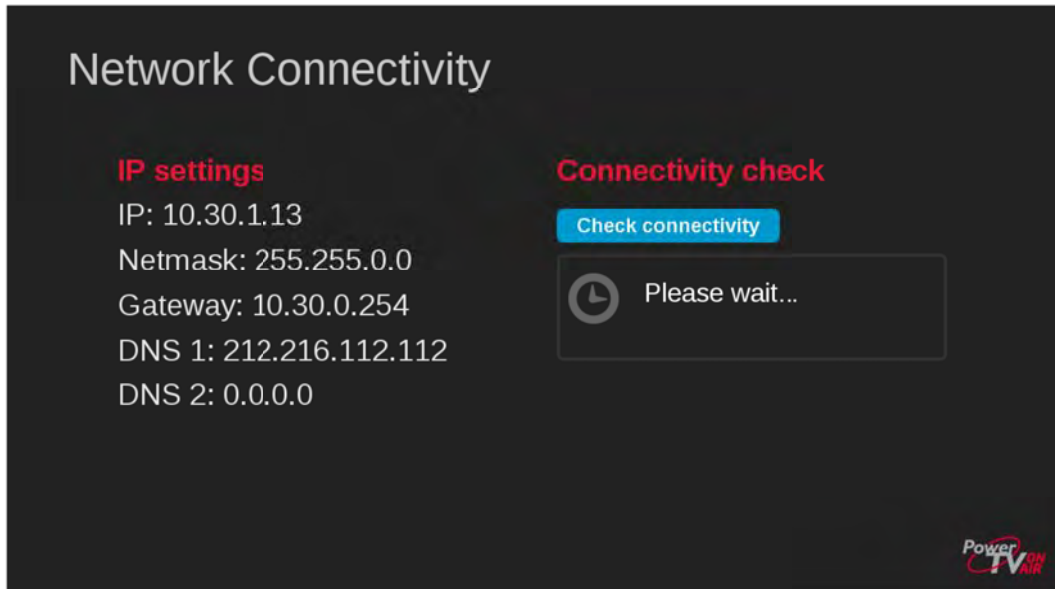 Network Connectivity
IP settings
IP: 10.30.1.13
Netmask: 255.255.0.0
Gateway: 10.30.0.254
DNS 1: 212.216.112.112
DNS 2: 0.0.0.0
Connectivity check
Check connectivity
Please wait...
Power
TV ON
AIR